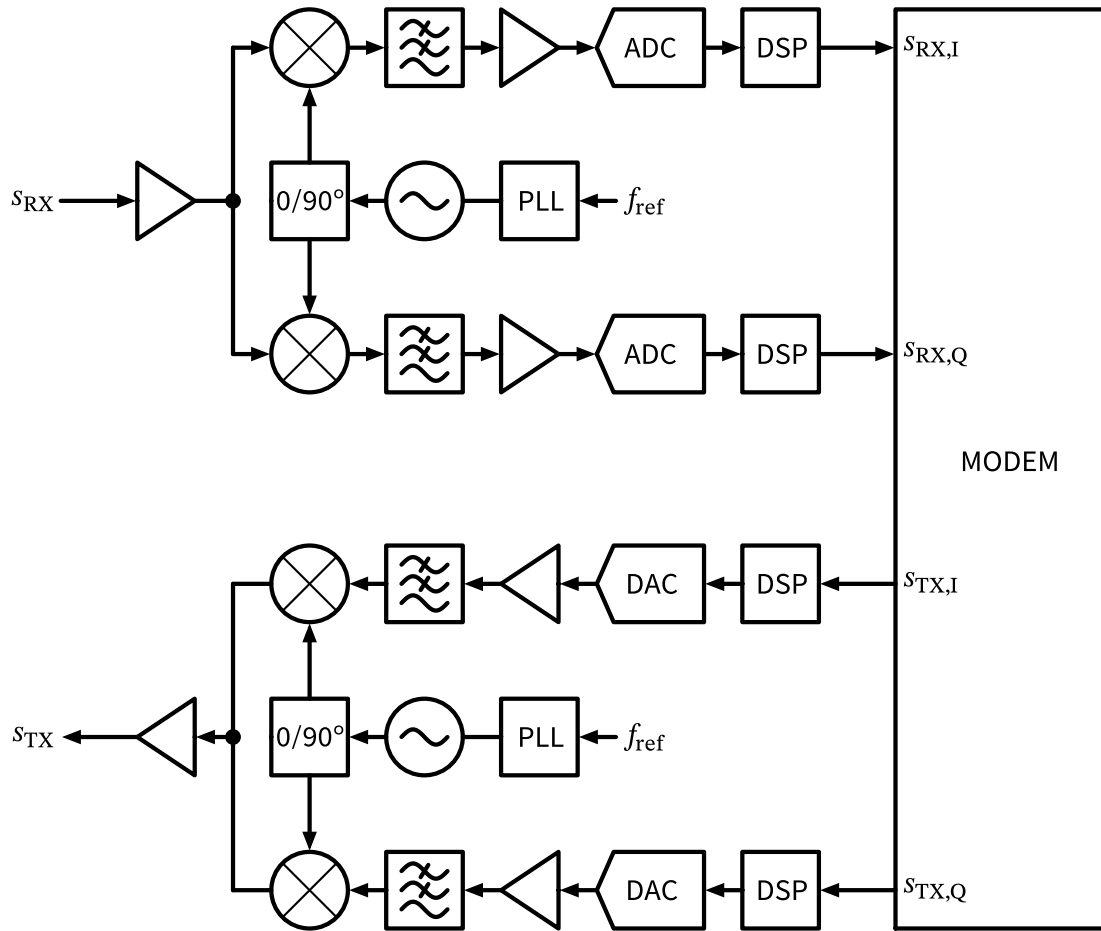 ADC DSP s_RX,I
s_RX 0/90° PLL f_ref
ADC DSP s_RX,Q
MODEM
DAC DSP s_TX,I
s_TX 0/90° PLL f_ref
DAC DSP s_TX,Q